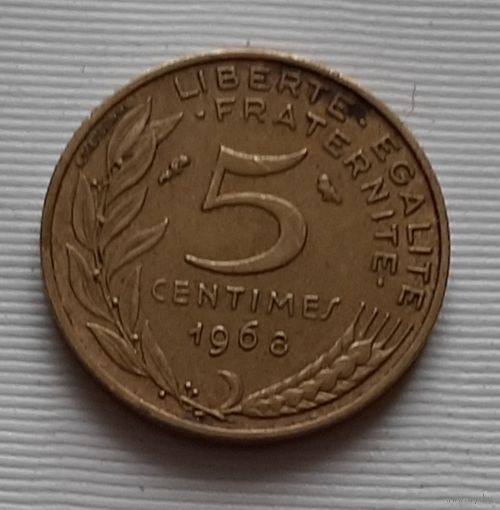 LIBERTE · EGALITE
· FRATERNITE ·
5
CENTIMES
1968